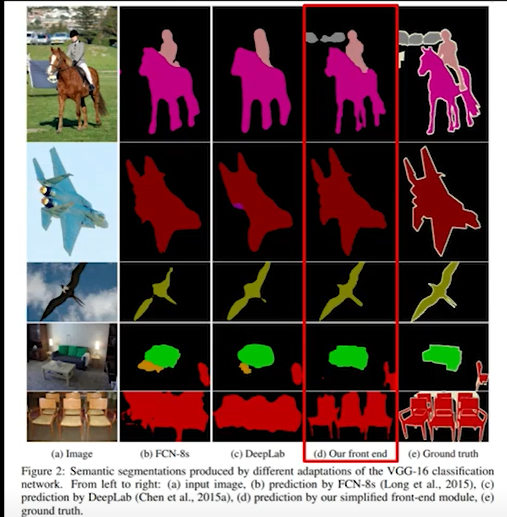 (a) Image (b) FCN-8s (c) DeepLab (d) Our front end (e) Ground truth
Figure 2: Semantic segmentations produced by different adaptations of the VGG-16 classification
network. From left to right: (a) input image, (b) prediction by FCN-8s (Long et al., 2015), (c)
prediction by DeepLab (Chen et al., 2015a), (d) prediction by our simplified front-end module, (e)
ground truth.